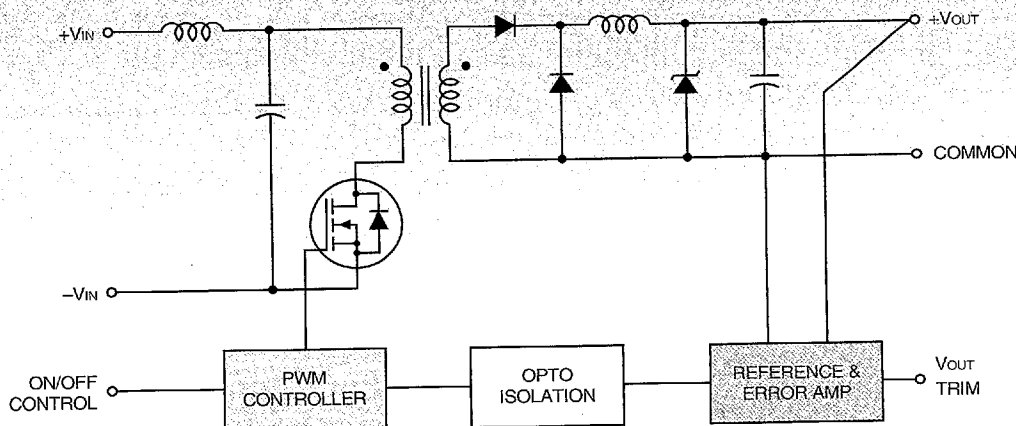 +VIN
+VOUT
COMMON
–VIN
ON/OFF
CONTROL
PWM
CONTROLLER
OPTO
ISOLATION
REFERENCE &
ERROR AMP
VOUT
TRIM